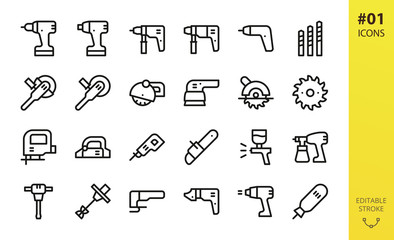 #01
ICONS
EDITABLE
STROKE